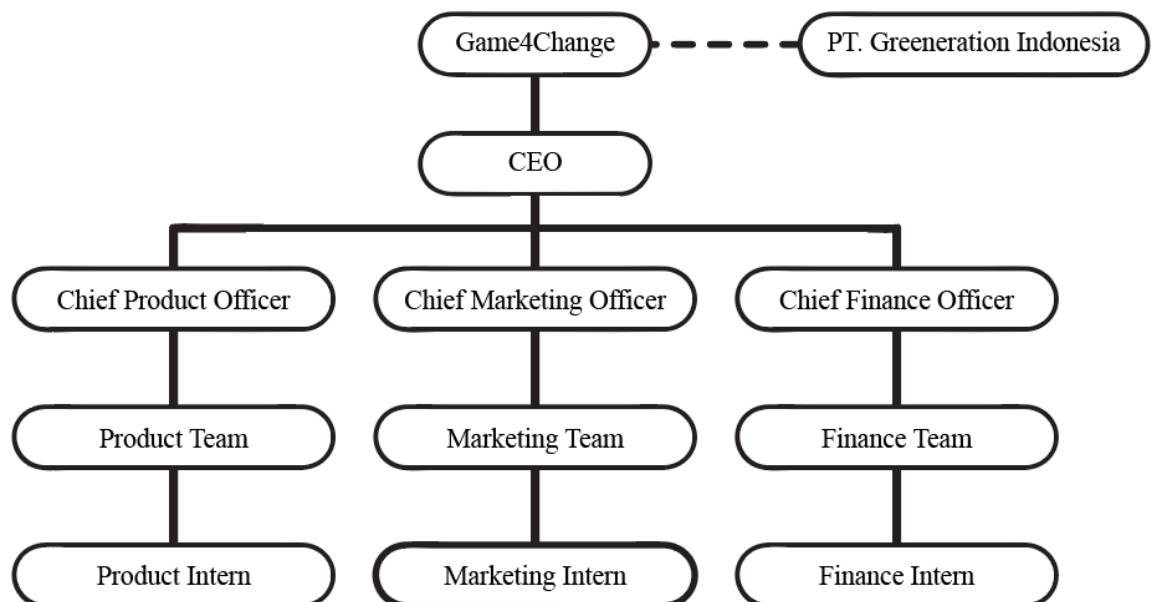 Game4Change
PT. Greeneration Indonesia
CEO
Chief Product Officer
Chief Marketing Officer
Chief Finance Officer
Product Team
Marketing Team
Finance Team
Product Intern
Marketing Intern
Finance Intern